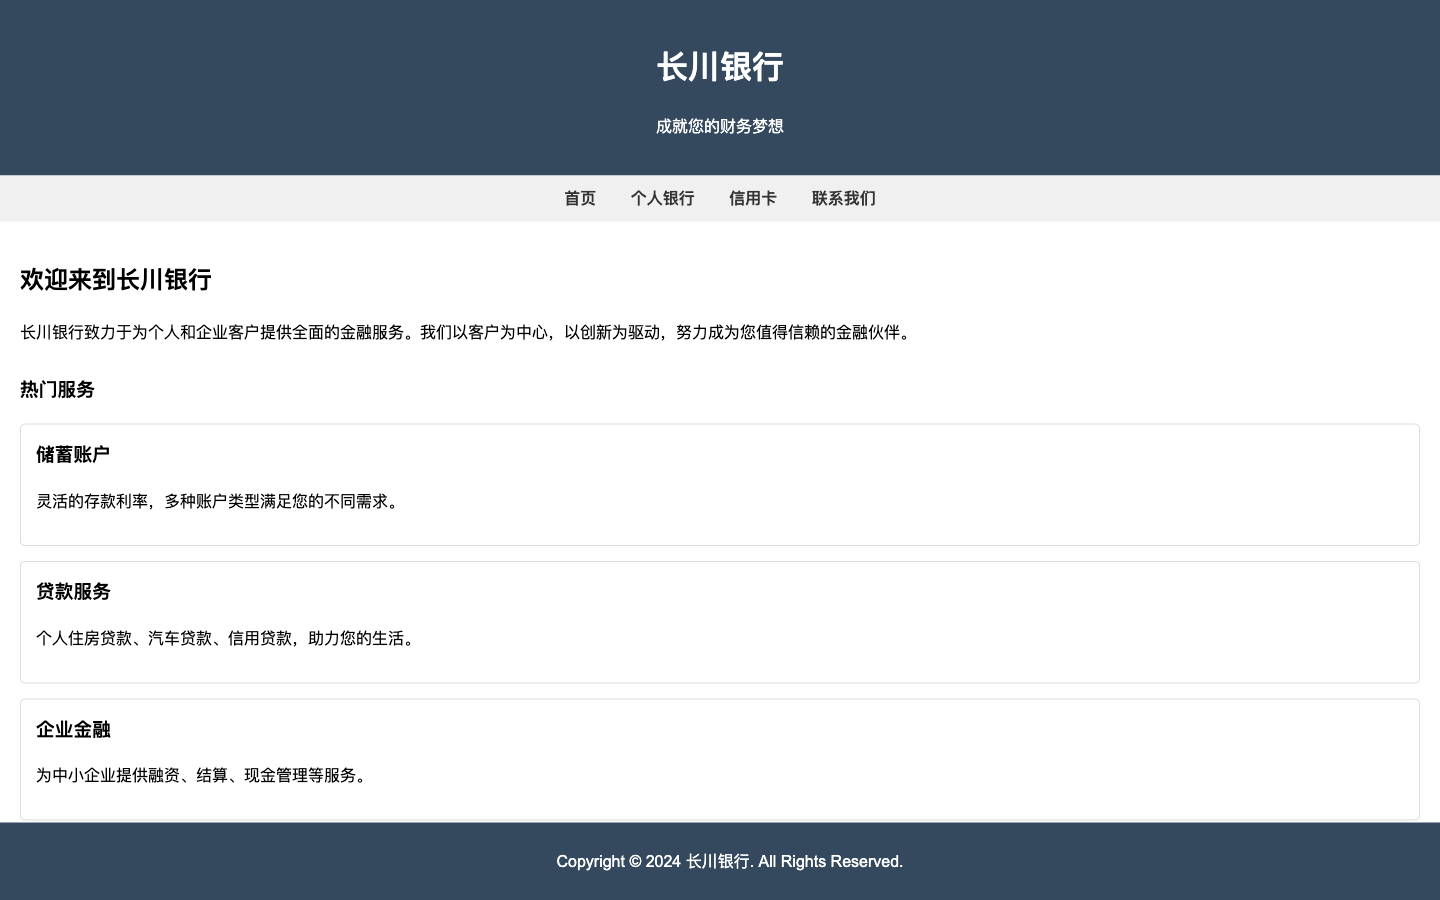 长川银行
成就您的财务梦想
首页 个人银行 信用卡 联系我们
欢迎来到长川银行
长川银行致力于为个人和企业客户提供全面的金融服务。我们以客户为中心，以创新为驱动，努力成为您值得信赖的金融伙伴。
热门服务
储蓄账户
灵活的存款利率，多种账户类型满足您的不同需求。
贷款服务
个人住房贷款、汽车贷款、信用贷款，助力您的生活。
企业金融
为中小企业提供融资、结算、现金管理等服务。
Copyright © 2024 长川银行. All Rights Reserved.